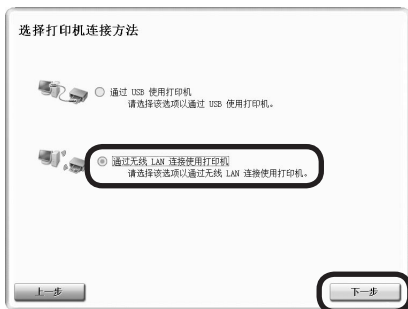 选择打印机连接方法
通过 USB 使用打印机
请选择该选项以通过 USB 使用打印机。
通过无线 LAN 连接使用打印机
请选择该选项以通过无线 LAN 连接使用打印机。
上一步
下一步